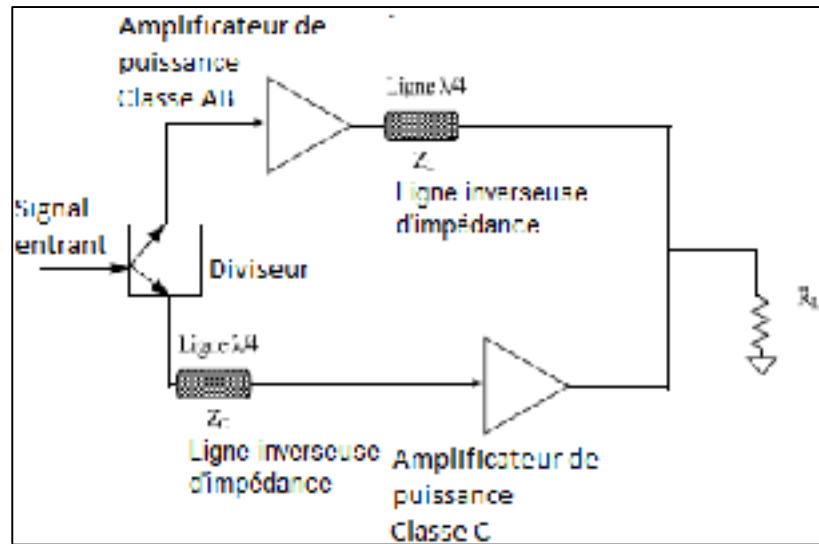 Amplificateur de
puissance
Classe AB
Ligne λ/4
Ligne inverseuse
d'impédance
Signal
entrant
Diviseur
Ligne λ/4
Z_C
Ligne inverseuse
d'impédance
Amplificateur de
puissance
Classe C